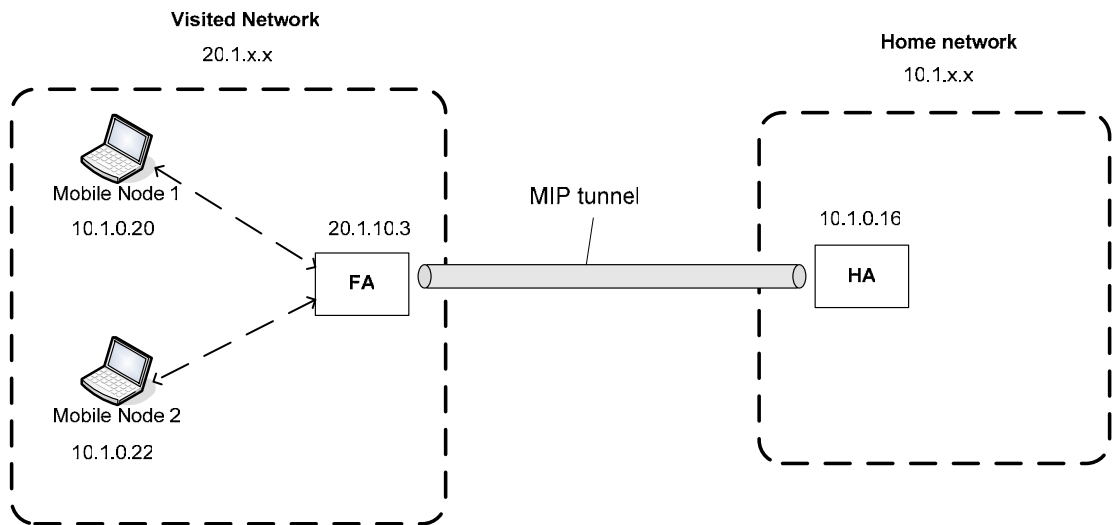 Visited Network
20.1.x.x
Home network
10.1.x.x
Mobile Node 1
10.1.0.20
20.1.10.3
FA
MIP tunnel
10.1.0.16
HA
Mobile Node 2
10.1.0.22